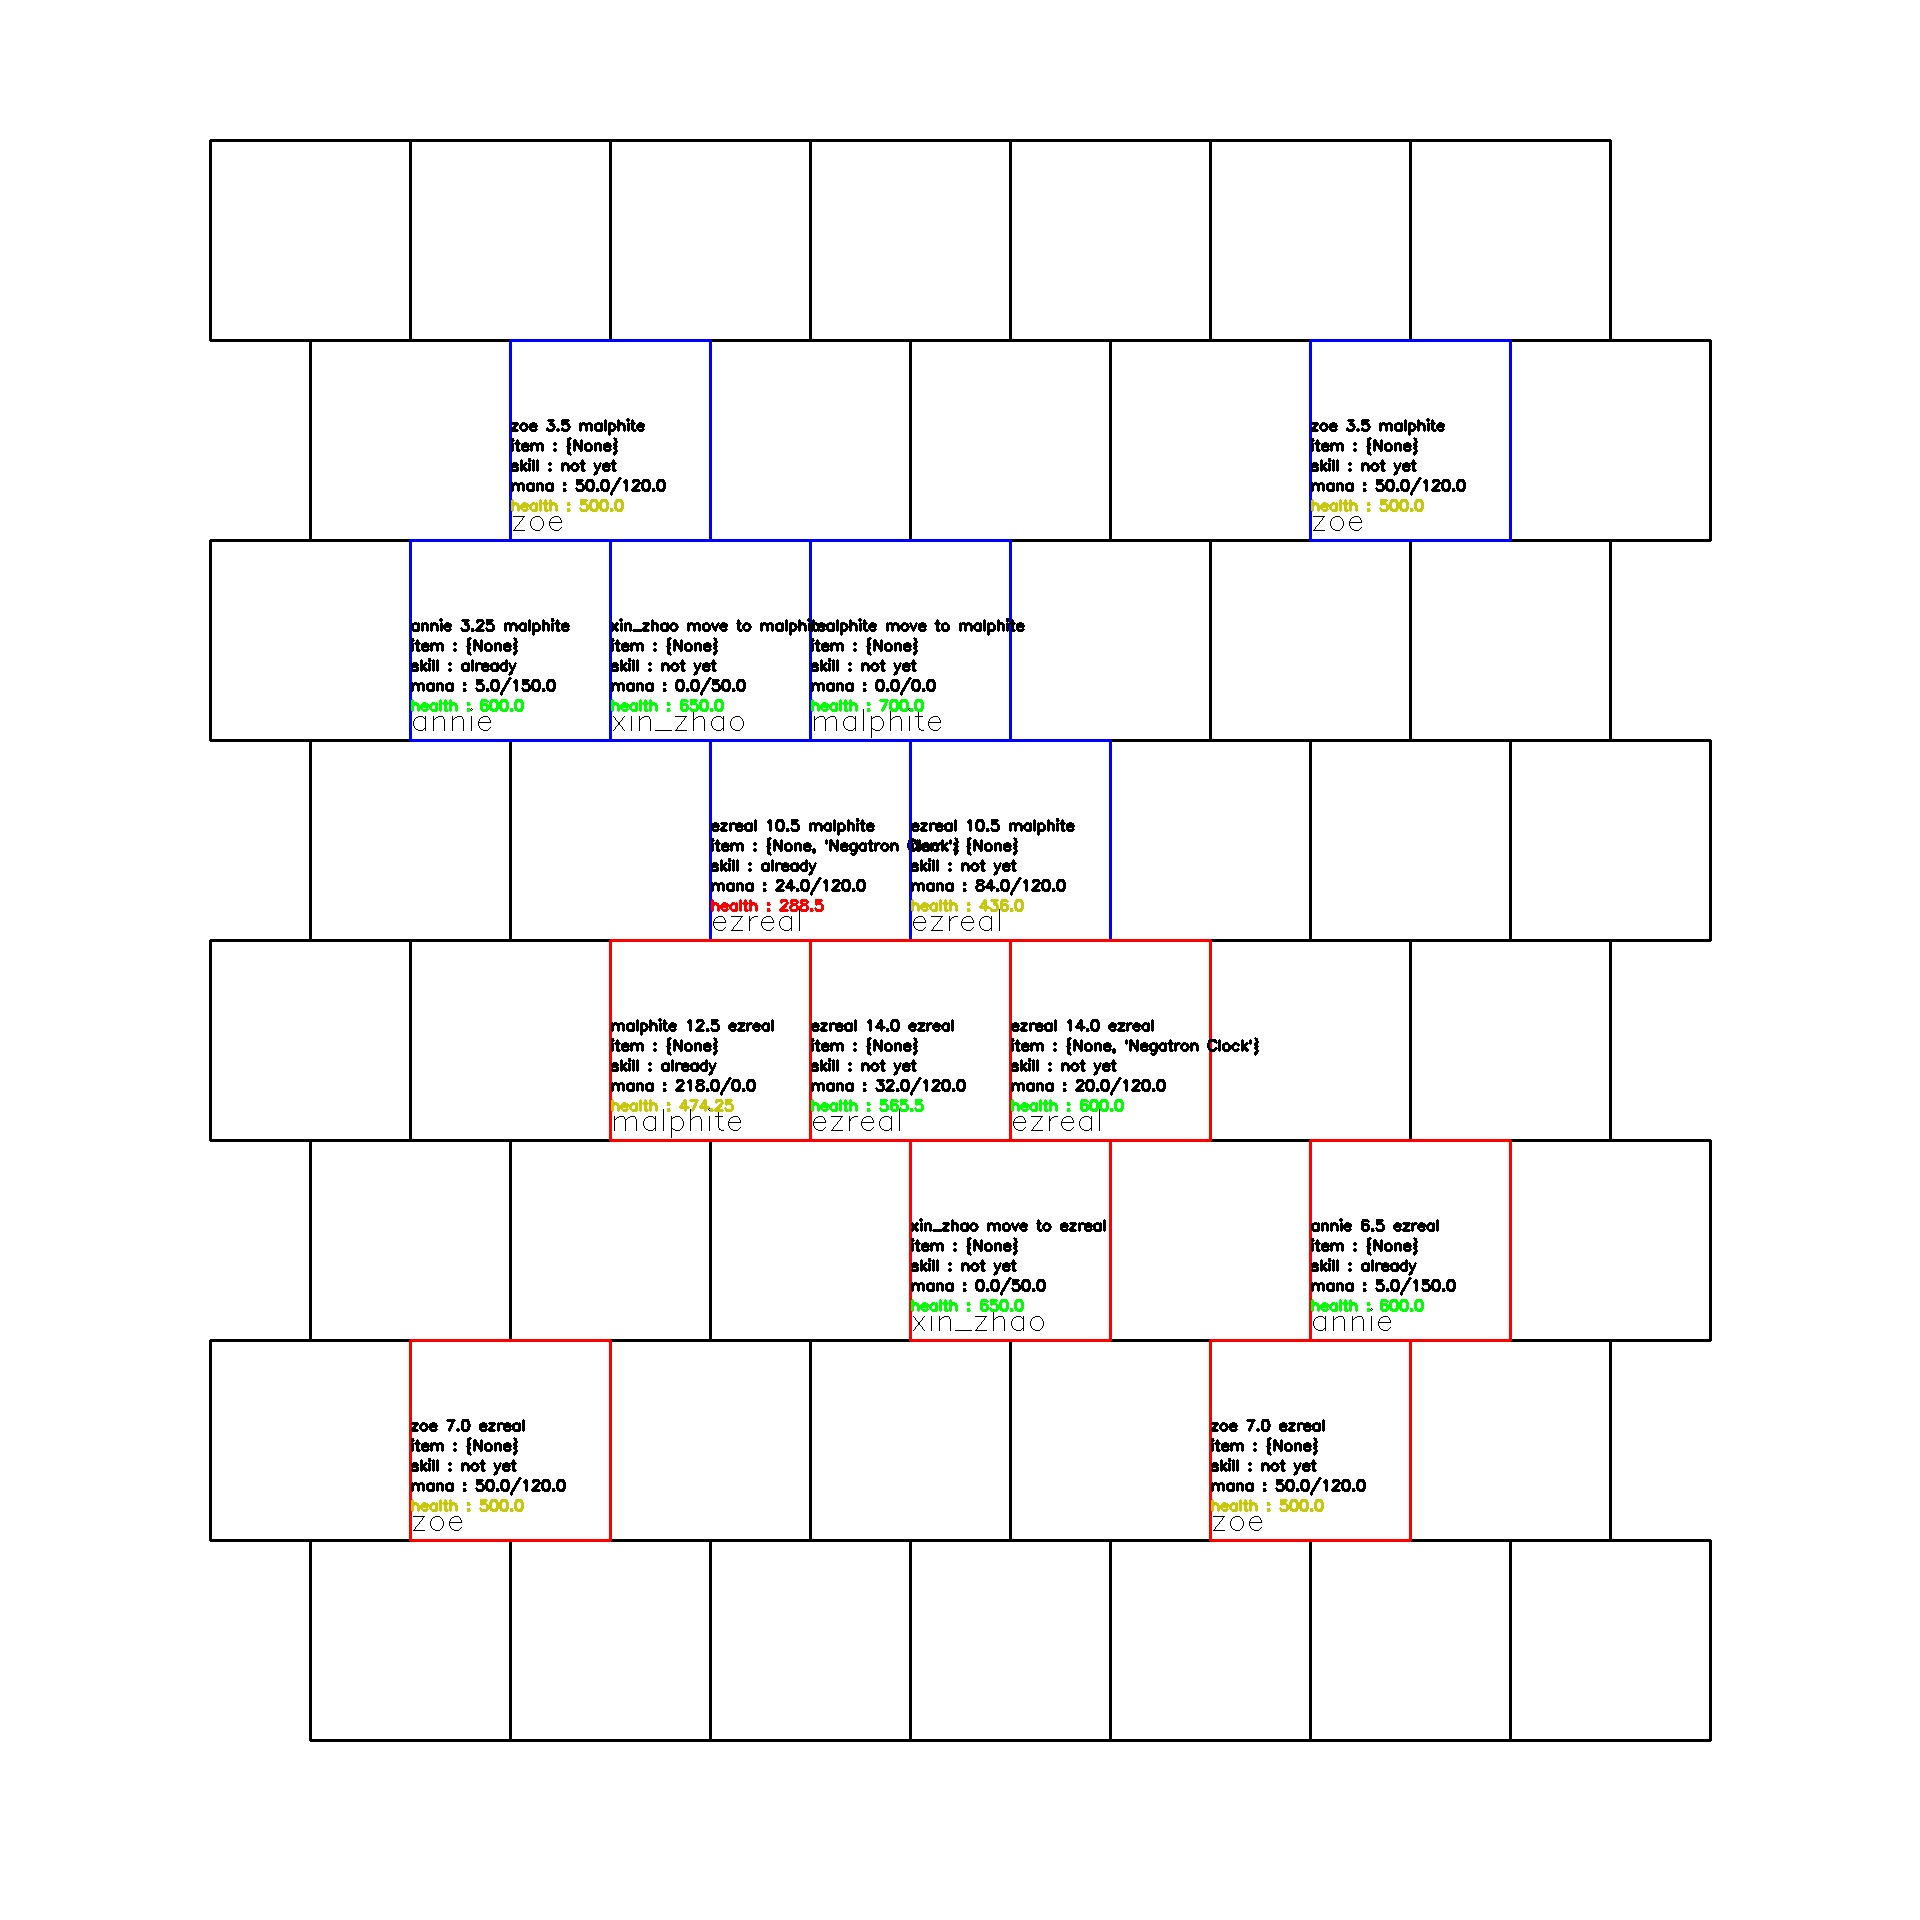 zoe 3.5 malphite
item : {None}
skill : not yet
mana : 50.0/120.0
health : 500.0
zoe
zoe 3.5 malphite
item : {None}
skill : not yet
mana : 50.0/120.0
health : 500.0
zoe
annie 3.25 malphite
item : {None}
skill : already
mana : 5.0/150.0
health : 600.0
annie
xin_zhao move to malphite
item : {None}
skill : not yet
mana : 0.0/50.0
health : 650.0
xin_zhao
malphite move to malphite
item : {None}
skill : not yet
mana : 0.0/0.0
health : 700.0
malphite
ezreal 10.5 malphite
item : {None, 'Negatron Clock'}
skill : already
mana : 24.0/120.0
health : 288.5
ezreal
ezreal 10.5 malphite
item : {None}
skill : not yet
mana : 84.0/120.0
health : 436.0
ezreal
malphite 12.5 ezreal
item : {None}
skill : already
mana : 218.0/0.0
health : 474.25
malphite
ezreal 14.0 ezreal
item : {None}
skill : not yet
mana : 32.0/120.0
health : 565.5
ezreal
ezreal 14.0 ezreal
item : {None, 'Negatron Clock'}
skill : not yet
mana : 20.0/120.0
health : 600.0
ezreal
xin_zhao move to ezreal
item : {None}
skill : not yet
mana : 0.0/50.0
health : 650.0
xin_zhao
annie 6.5 ezreal
item : {None}
skill : already
mana : 5.0/150.0
health : 600.0
annie
zoe 7.0 ezreal
item : {None}
skill : not yet
mana : 50.0/120.0
health : 500.0
zoe
zoe 7.0 ezreal
item : {None}
skill : not yet
mana : 50.0/120.0
health : 500.0
zoe